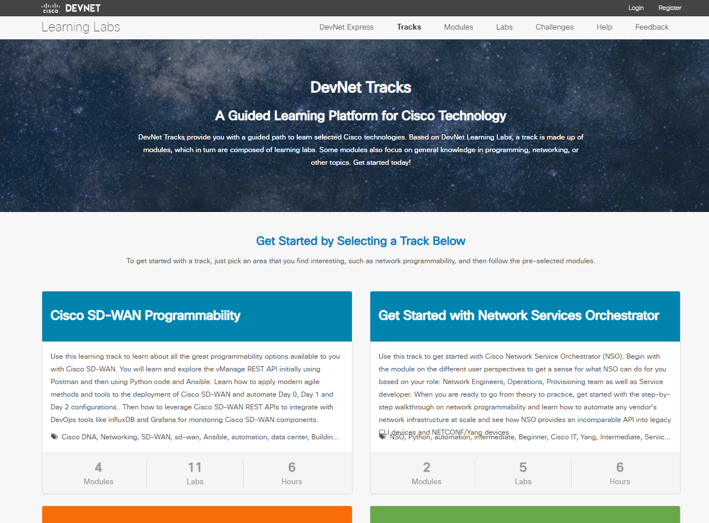 CISCO DEVNET Login Register
Learning Labs DevNet Express Tracks Modules Labs Challenges Help Feedback
DevNet Tracks
A Guided Learning Platform for Cisco Technology
DevNet Tracks provide you with a guided path to learn selected Cisco technologies. Based on DevNet Learning Labs, a track is made up of
modules, which in turn are composed of learning labs. Some modules also focus on general knowledge in programming, networking, or
other topics. Get started today!
Get Started by Selecting a Track Below
To get started with a track, just pick an area that you find interesting, such as network programmability, and then follow the pre-selected modules.
Cisco SD-WAN Programmability
Use this learning track to learn about all the great programmability options available to you
with Cisco SD-WAN. You will learn and explore the vManage REST API initially using
Postman and then using Python code and Ansible. Learn how to apply modern agile
methods and tools to the deployment of Cisco SD-WAN and automate Day 0, Day 1 and
Day 2 configurations.. Then how to leverage Cisco SD-WAN REST APIs to integrate with
DevOps tools like influxDB and Grafana for monitoring Cisco SD-WAN components.
Cisco DNA, Networking, SD-WAN, sd-wan, Ansible, automation, data center, Buildin...
4 11 6
Modules Labs Hours
Get Started with Network Services Orchestrator
Use this track to get started with Cisco Network Service Orchestrator (NSO). Begin with
the module on the different user perspectives to get a sense for what NSO can do for you
based on your role: Network Engineers, Operations, Provisioning team as well as Service
developer. When you are ready to go from theory to practice, get started with the step-by-
step walkthrough on network programmability and learn how to automate any vendor's
network infrastructure at scale and see how NSO provides an incomparable API into legacy
CLI devices and NETCONF/Yang devices.
NSO, Python, automation, intermediate, Beginner, Cisco IT, Yang, Intermediate, Servic...
2 5 6
Modules Labs Hours